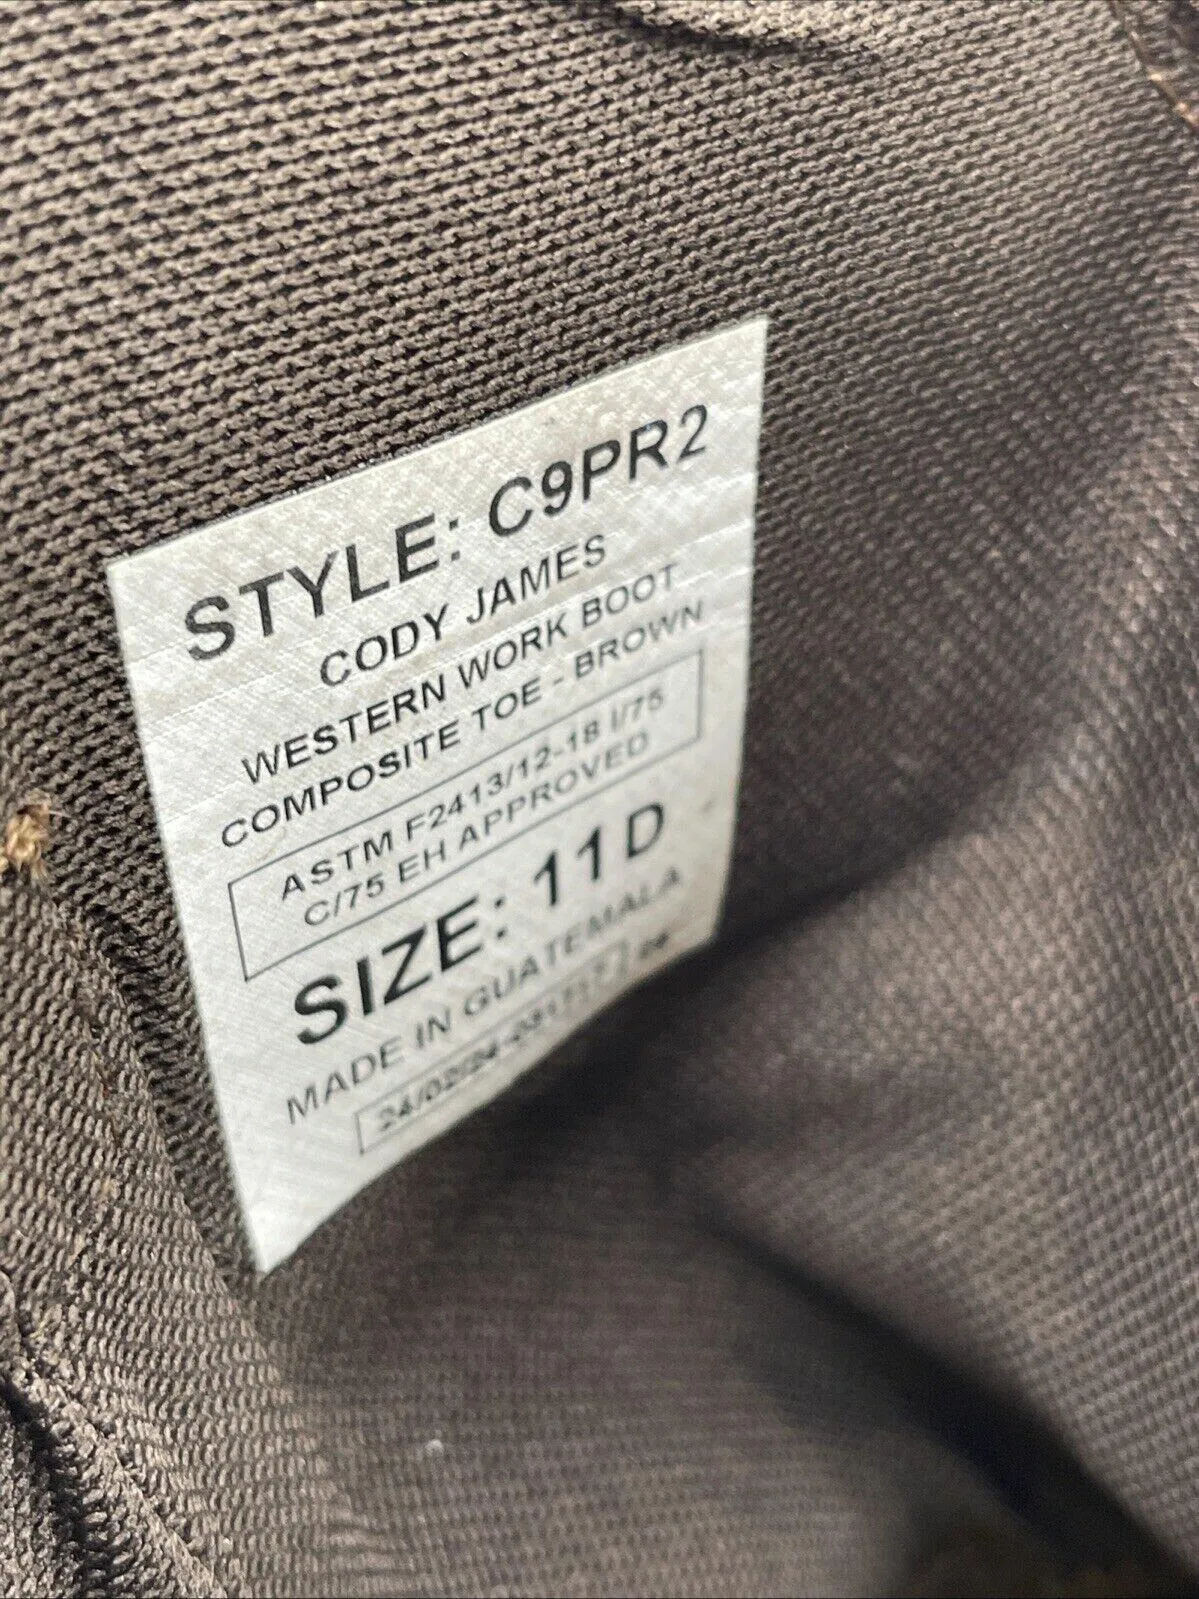 STYLE: C9PR2
CODY JAMES
WESTERN WORK BOOT
COMPOSITE TOE - BROWN
ASTM F2413/12-18 I/75
C/75 EH APPROVED
SIZE: 11D
MADE IN GUATEMALA